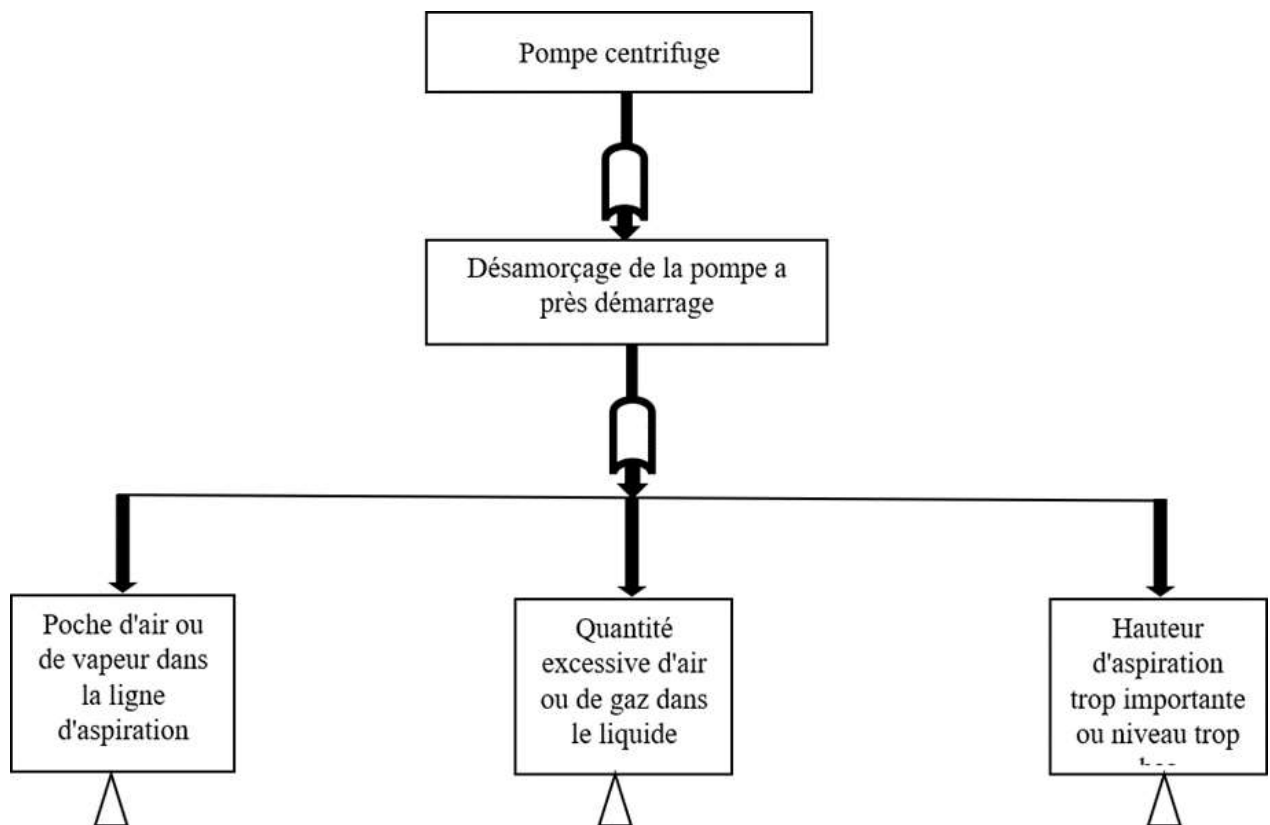 Pompe centrifuge
Désamorçage de la pompe a
près démarrage
Poche d'air ou
de vapeur dans
la ligne
d'aspiration
Quantité
excessive d'air
ou de gaz dans
le liquide
Hauteur
d'aspiration
trop importante
ou niveau trop